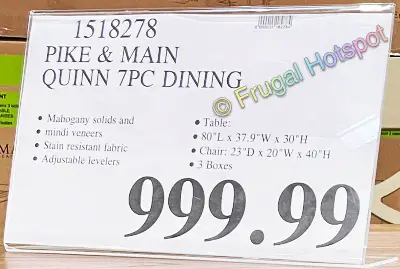 1518278
PIKE & MAIN
QUINN 7PC DINING
© Frugal Hotspot
• Mahogany solids and
• mindi veneers
• Stain resistant fabric
• Adjustable levelers
• Table:
• 80"L x 37.9"W x 30"H
• Chair: 23"D x 20"W x 40"H
• 3 Boxes
999.99